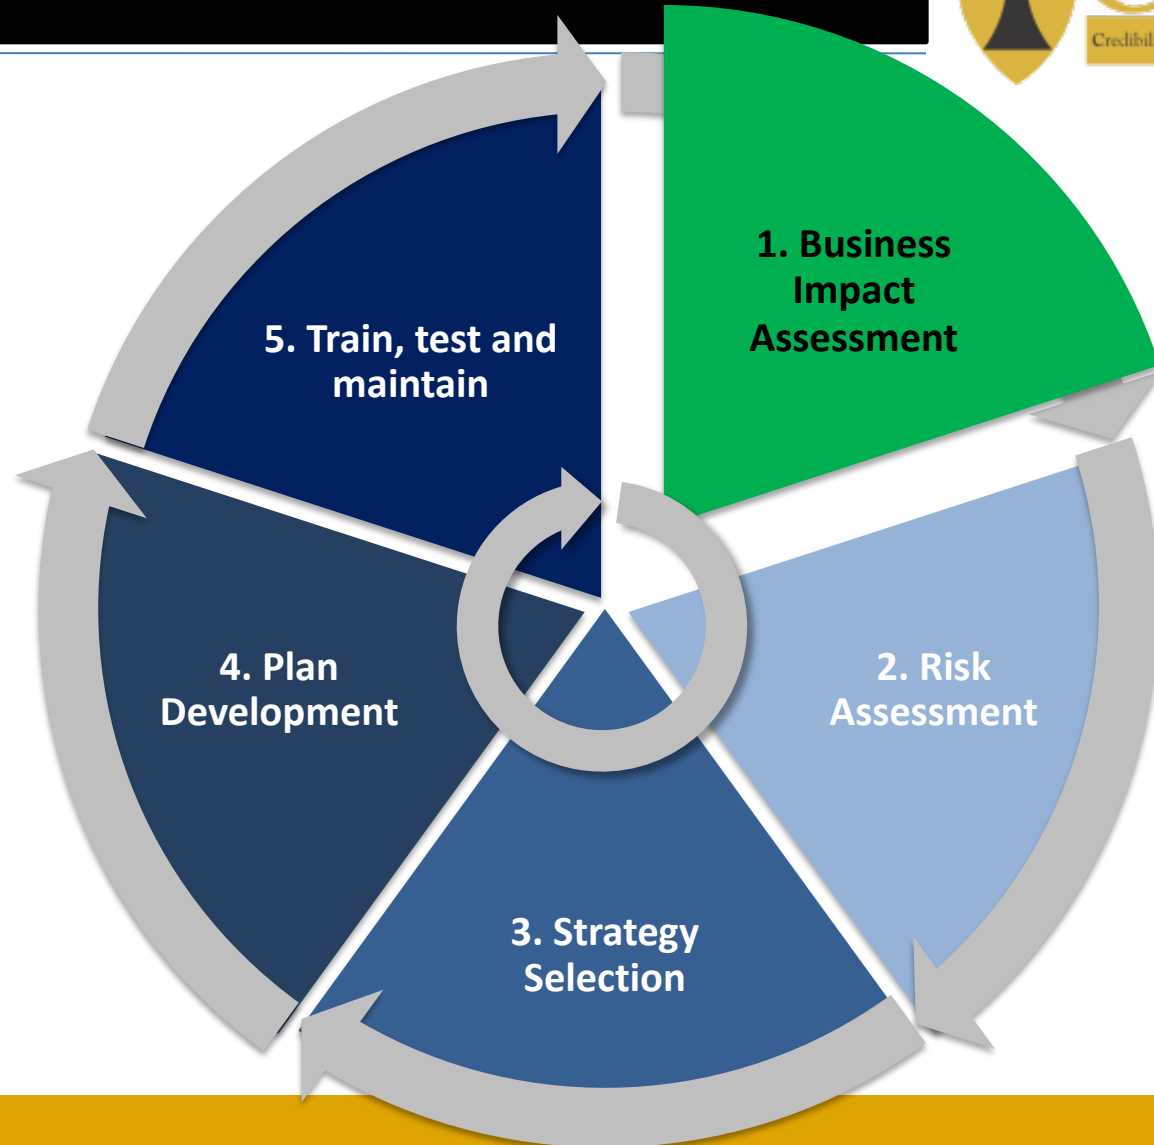 1. Business
Impact
Assessment
5. Train, test and
maintain
4. Plan
Development
2. Risk
Assessment
3. Strategy
Selection